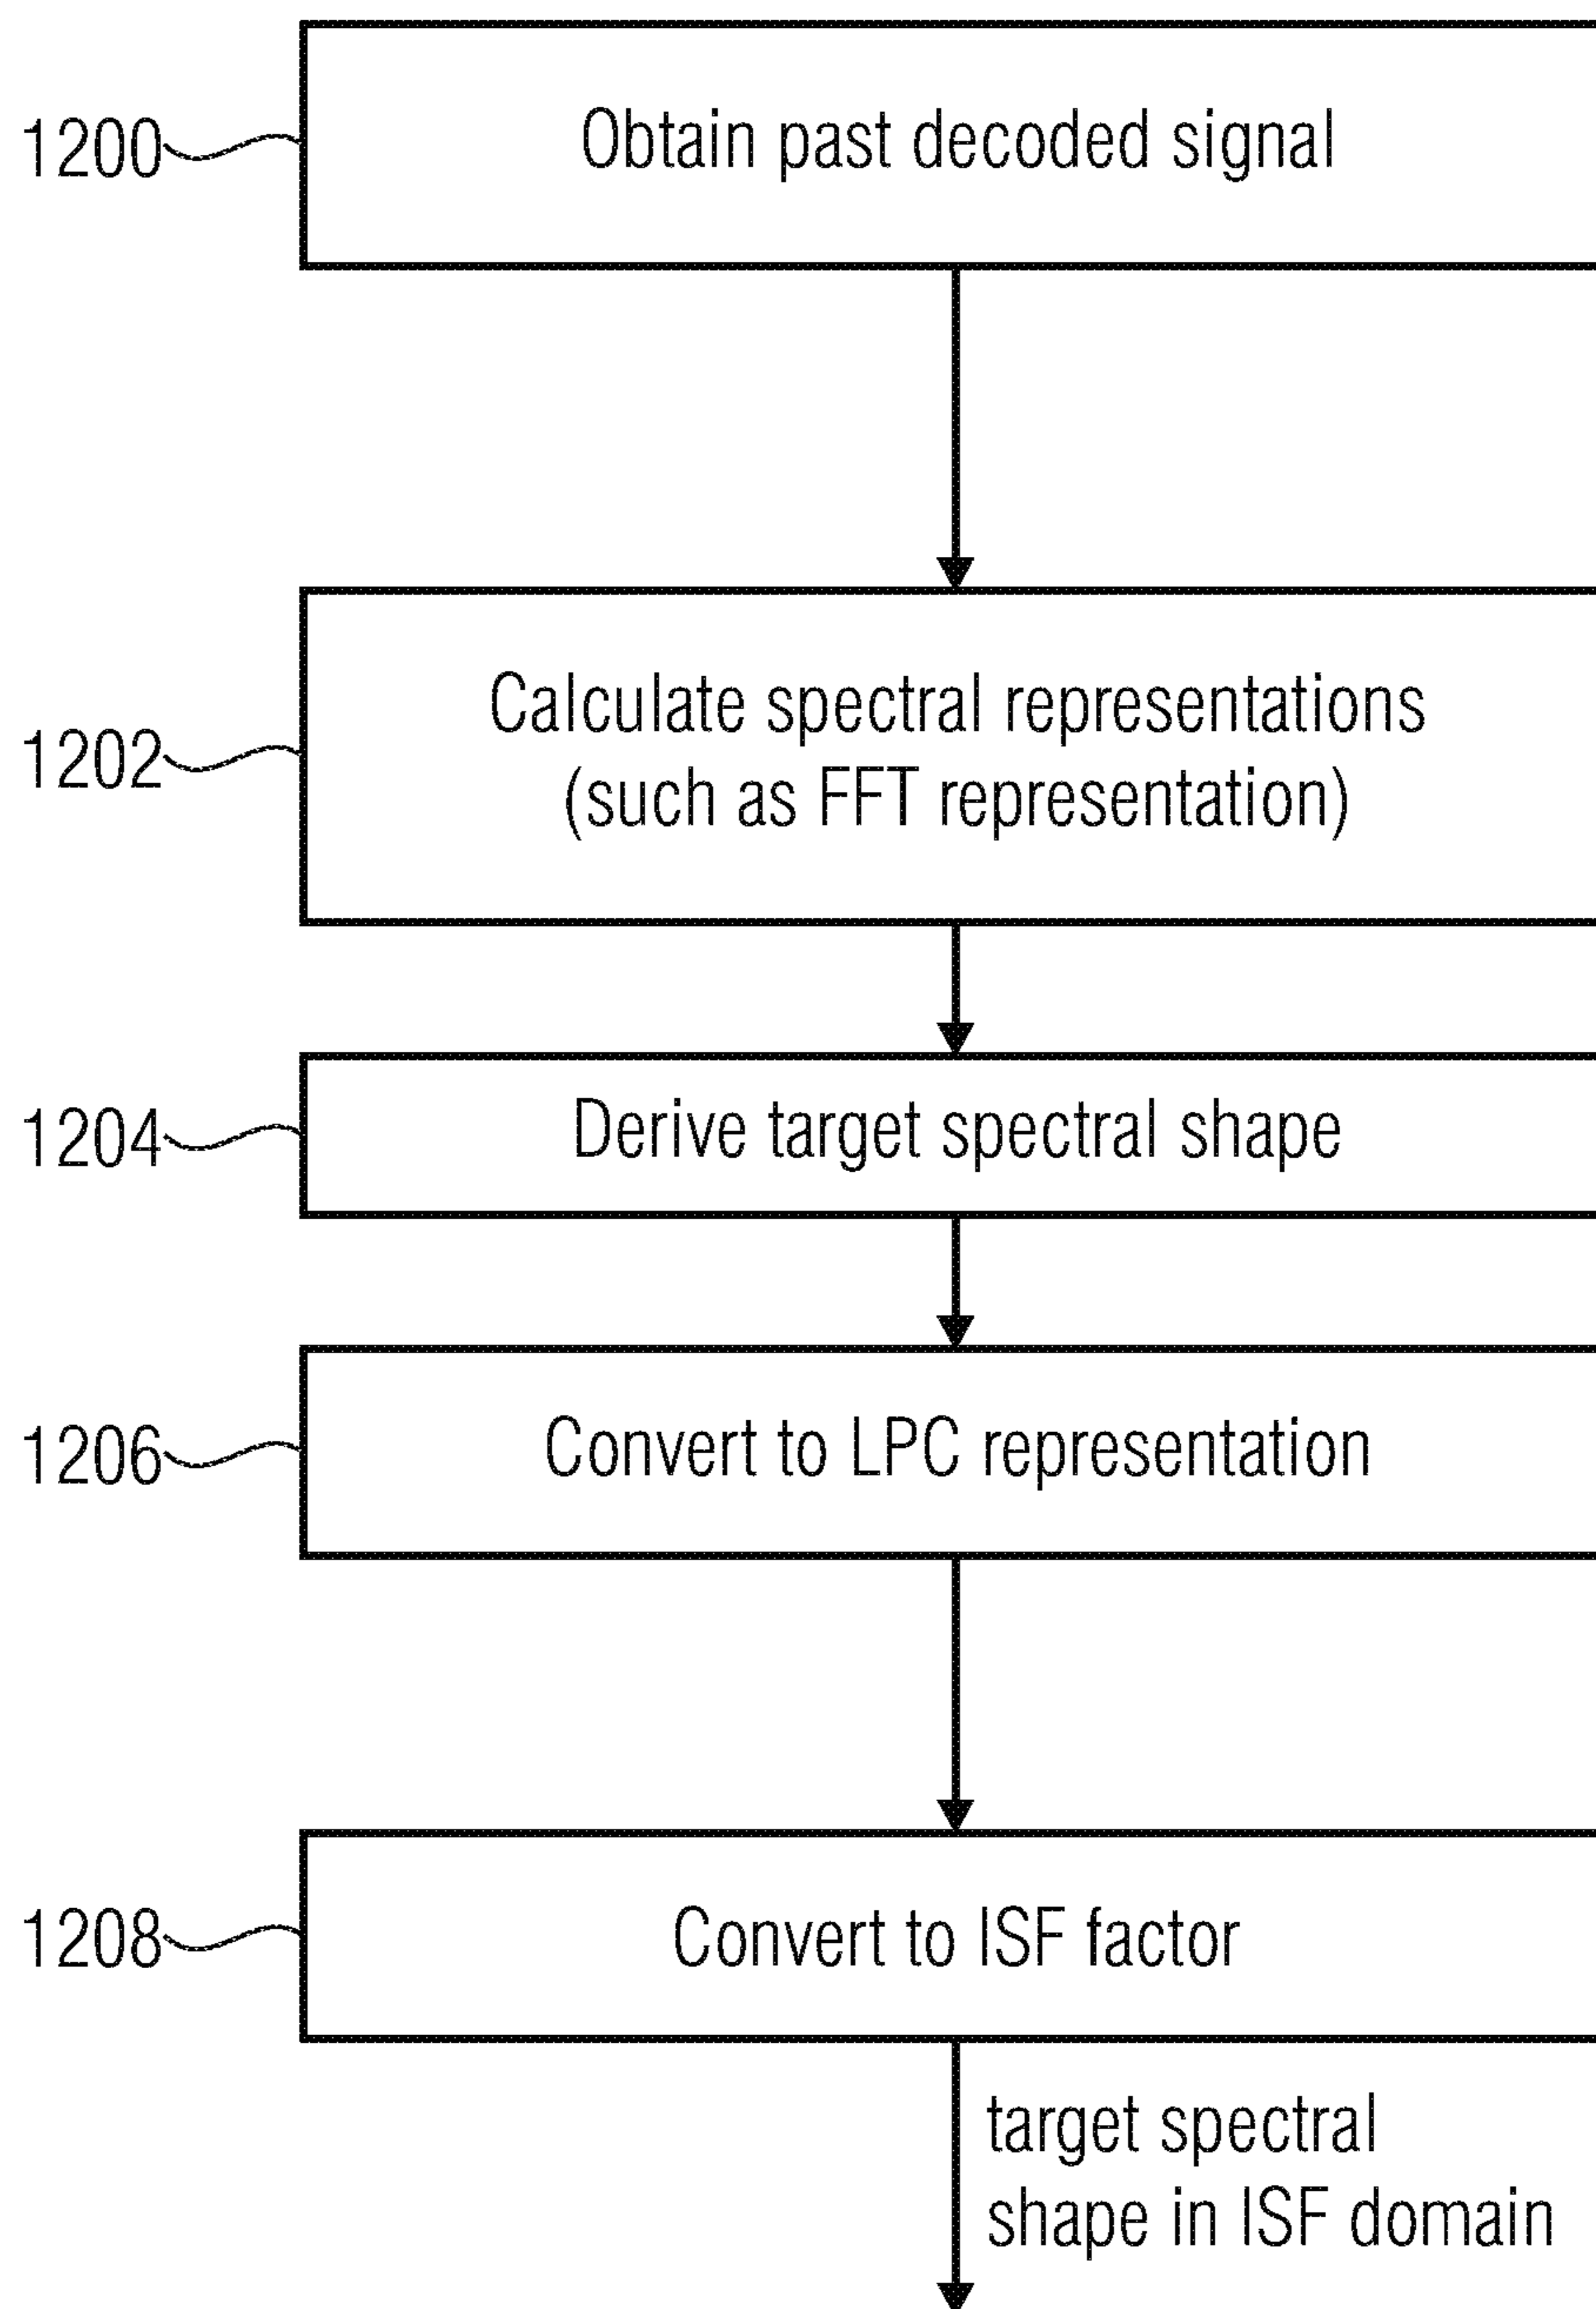 1200
Obtain past decoded signal
1202
Calculate spectral representations
(such as FFT representation)
1204
Derive target spectral shape
1206
Convert to LPC representation
1208
Convert to ISF factor
target spectral
shape in ISF domain